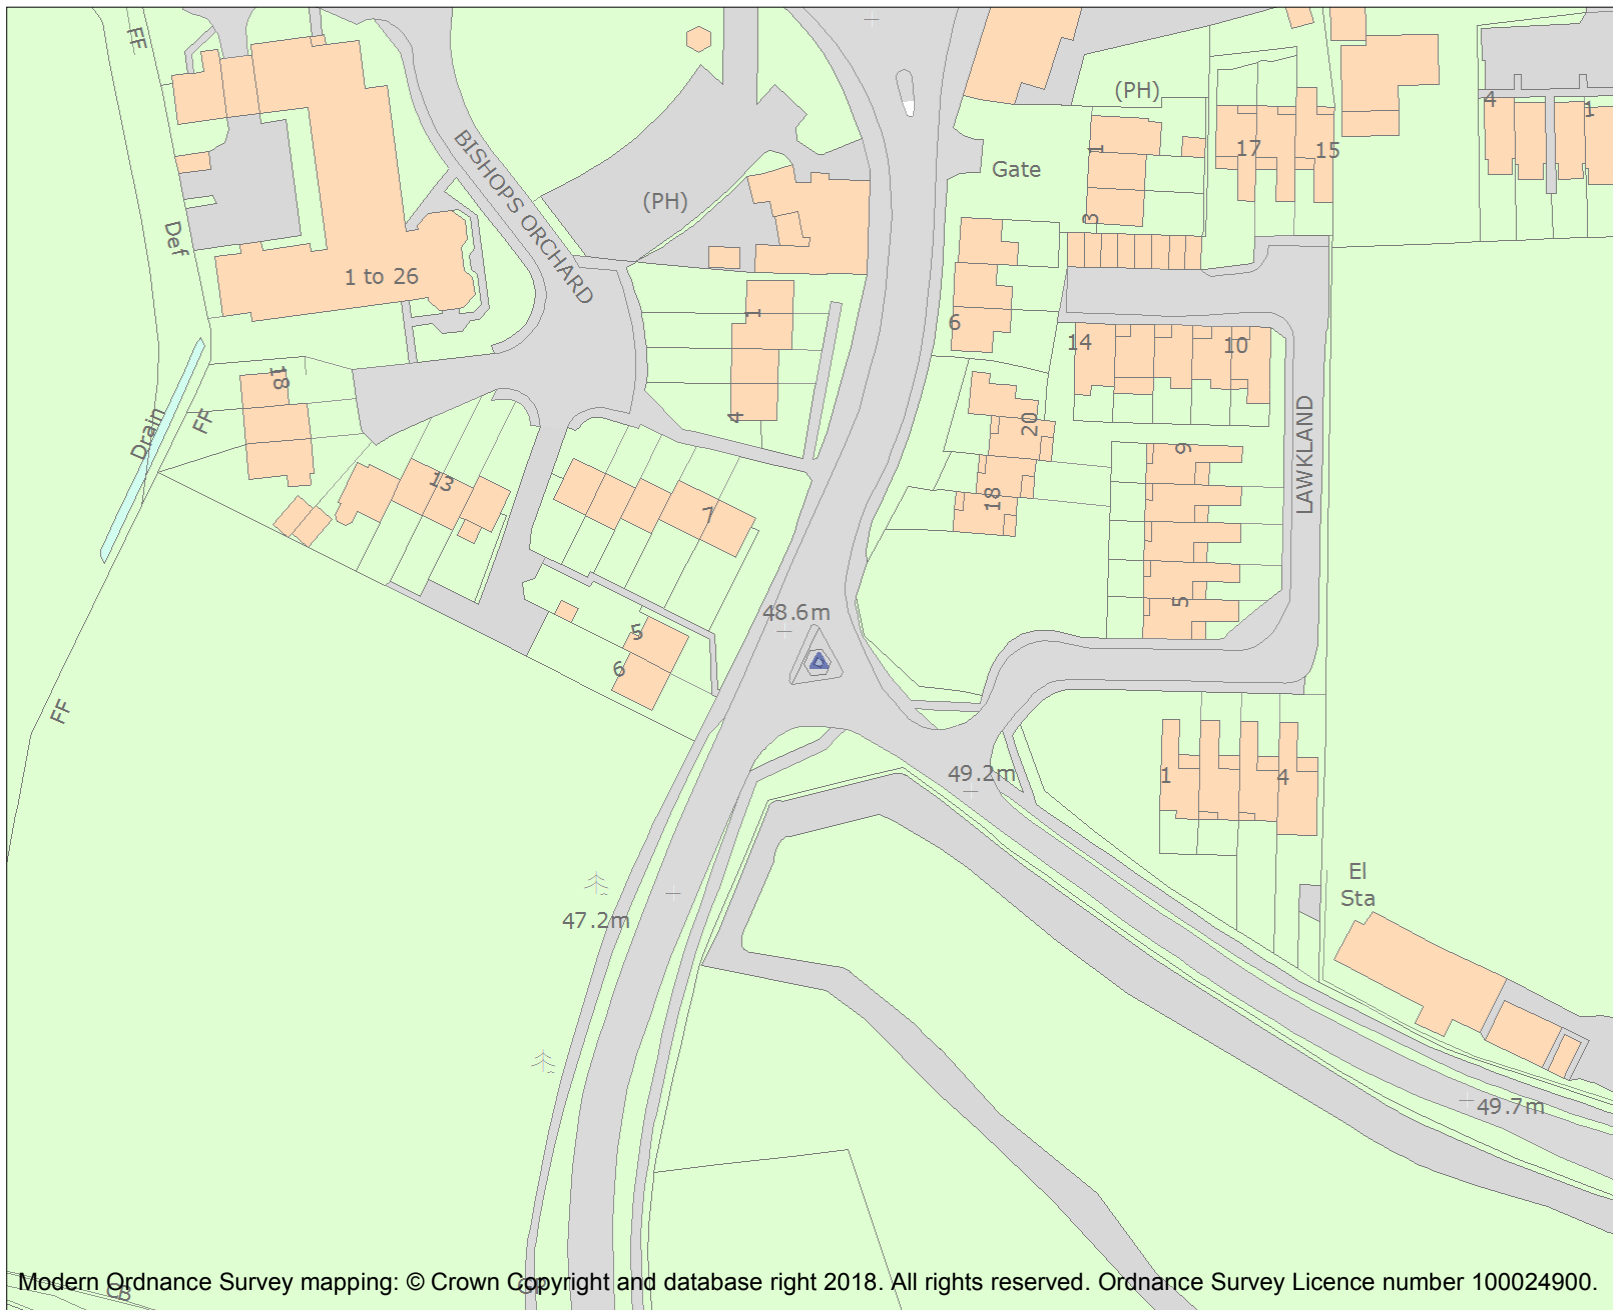 FF
4
1
(PH)
BISHOPS ORCHARD
1
17
15
Gate
(PH)
3
Def
1 to 26
1
6
14
10
18
4
20
Drain
FF
LAWKLAND
9
13
18
7
5
48.6m
5
6
FF
49.2m
1
4
El
Sta
47.2m
49.7m
CB
Modern Ordnance Survey mapping: © Crown Copyright and database right 2018. All rights reserved. Ordnance Survey Licence number 100024900.